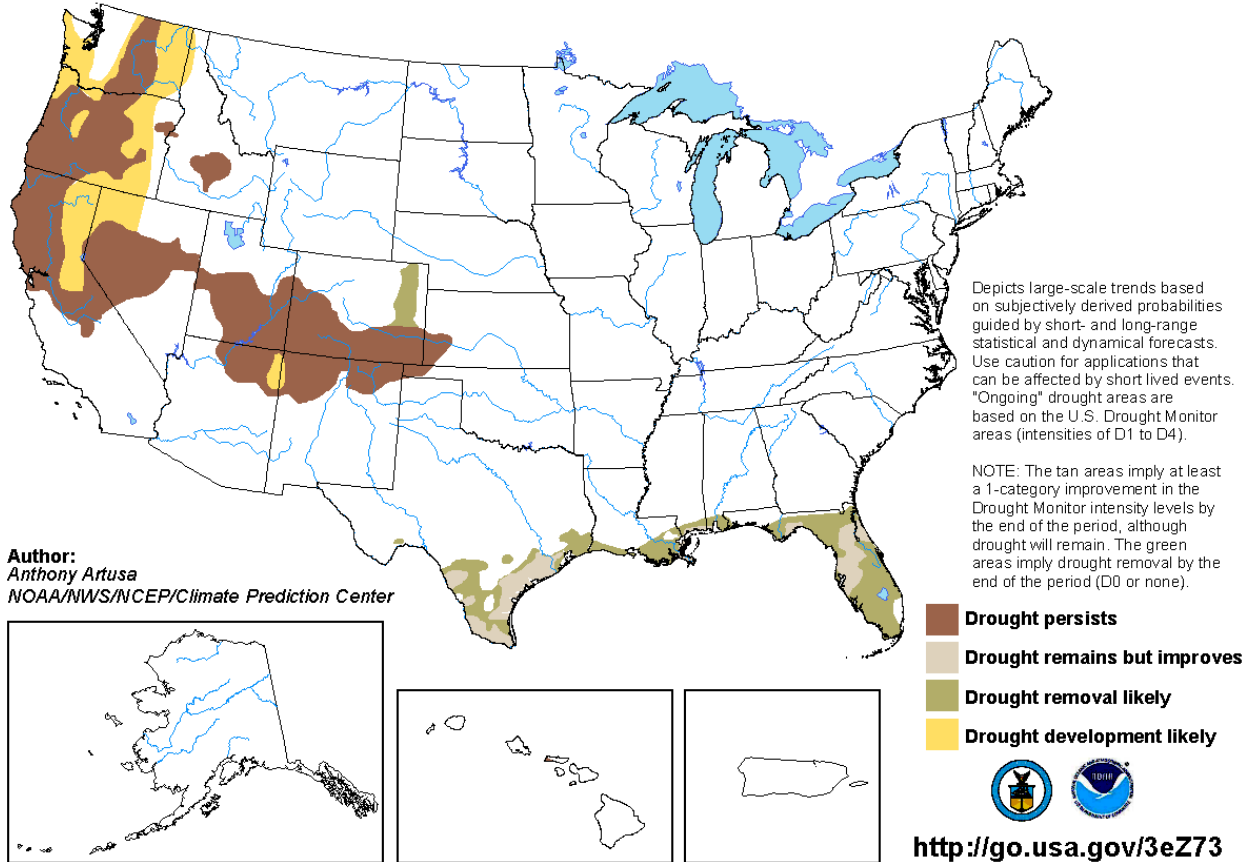 Depicts large-scale trends based
on subjectively derived probabilities
guided by short- and long-range
statistical and dynamical forecasts.
Use caution for applications that
can be affected by short lived events.
"Ongoing" drought areas are
based on the U.S. Drought Monitor
areas (intensities of D1 to D4).
NOTE: The tan areas imply at least
a 1-category improvement in the
Drought Monitor intensity levels by
the end of the period, although
drought will remain. The green
areas imply drought removal by the
end of the period (D0 or none).
Author:
Anthony Artusa
NOAA/NWS/NCEP/Climate Prediction Center
Drought persists
Drought remains but improves
Drought removal likely
Drought development likely
NOAA
http://go.usa.gov/3eZ73